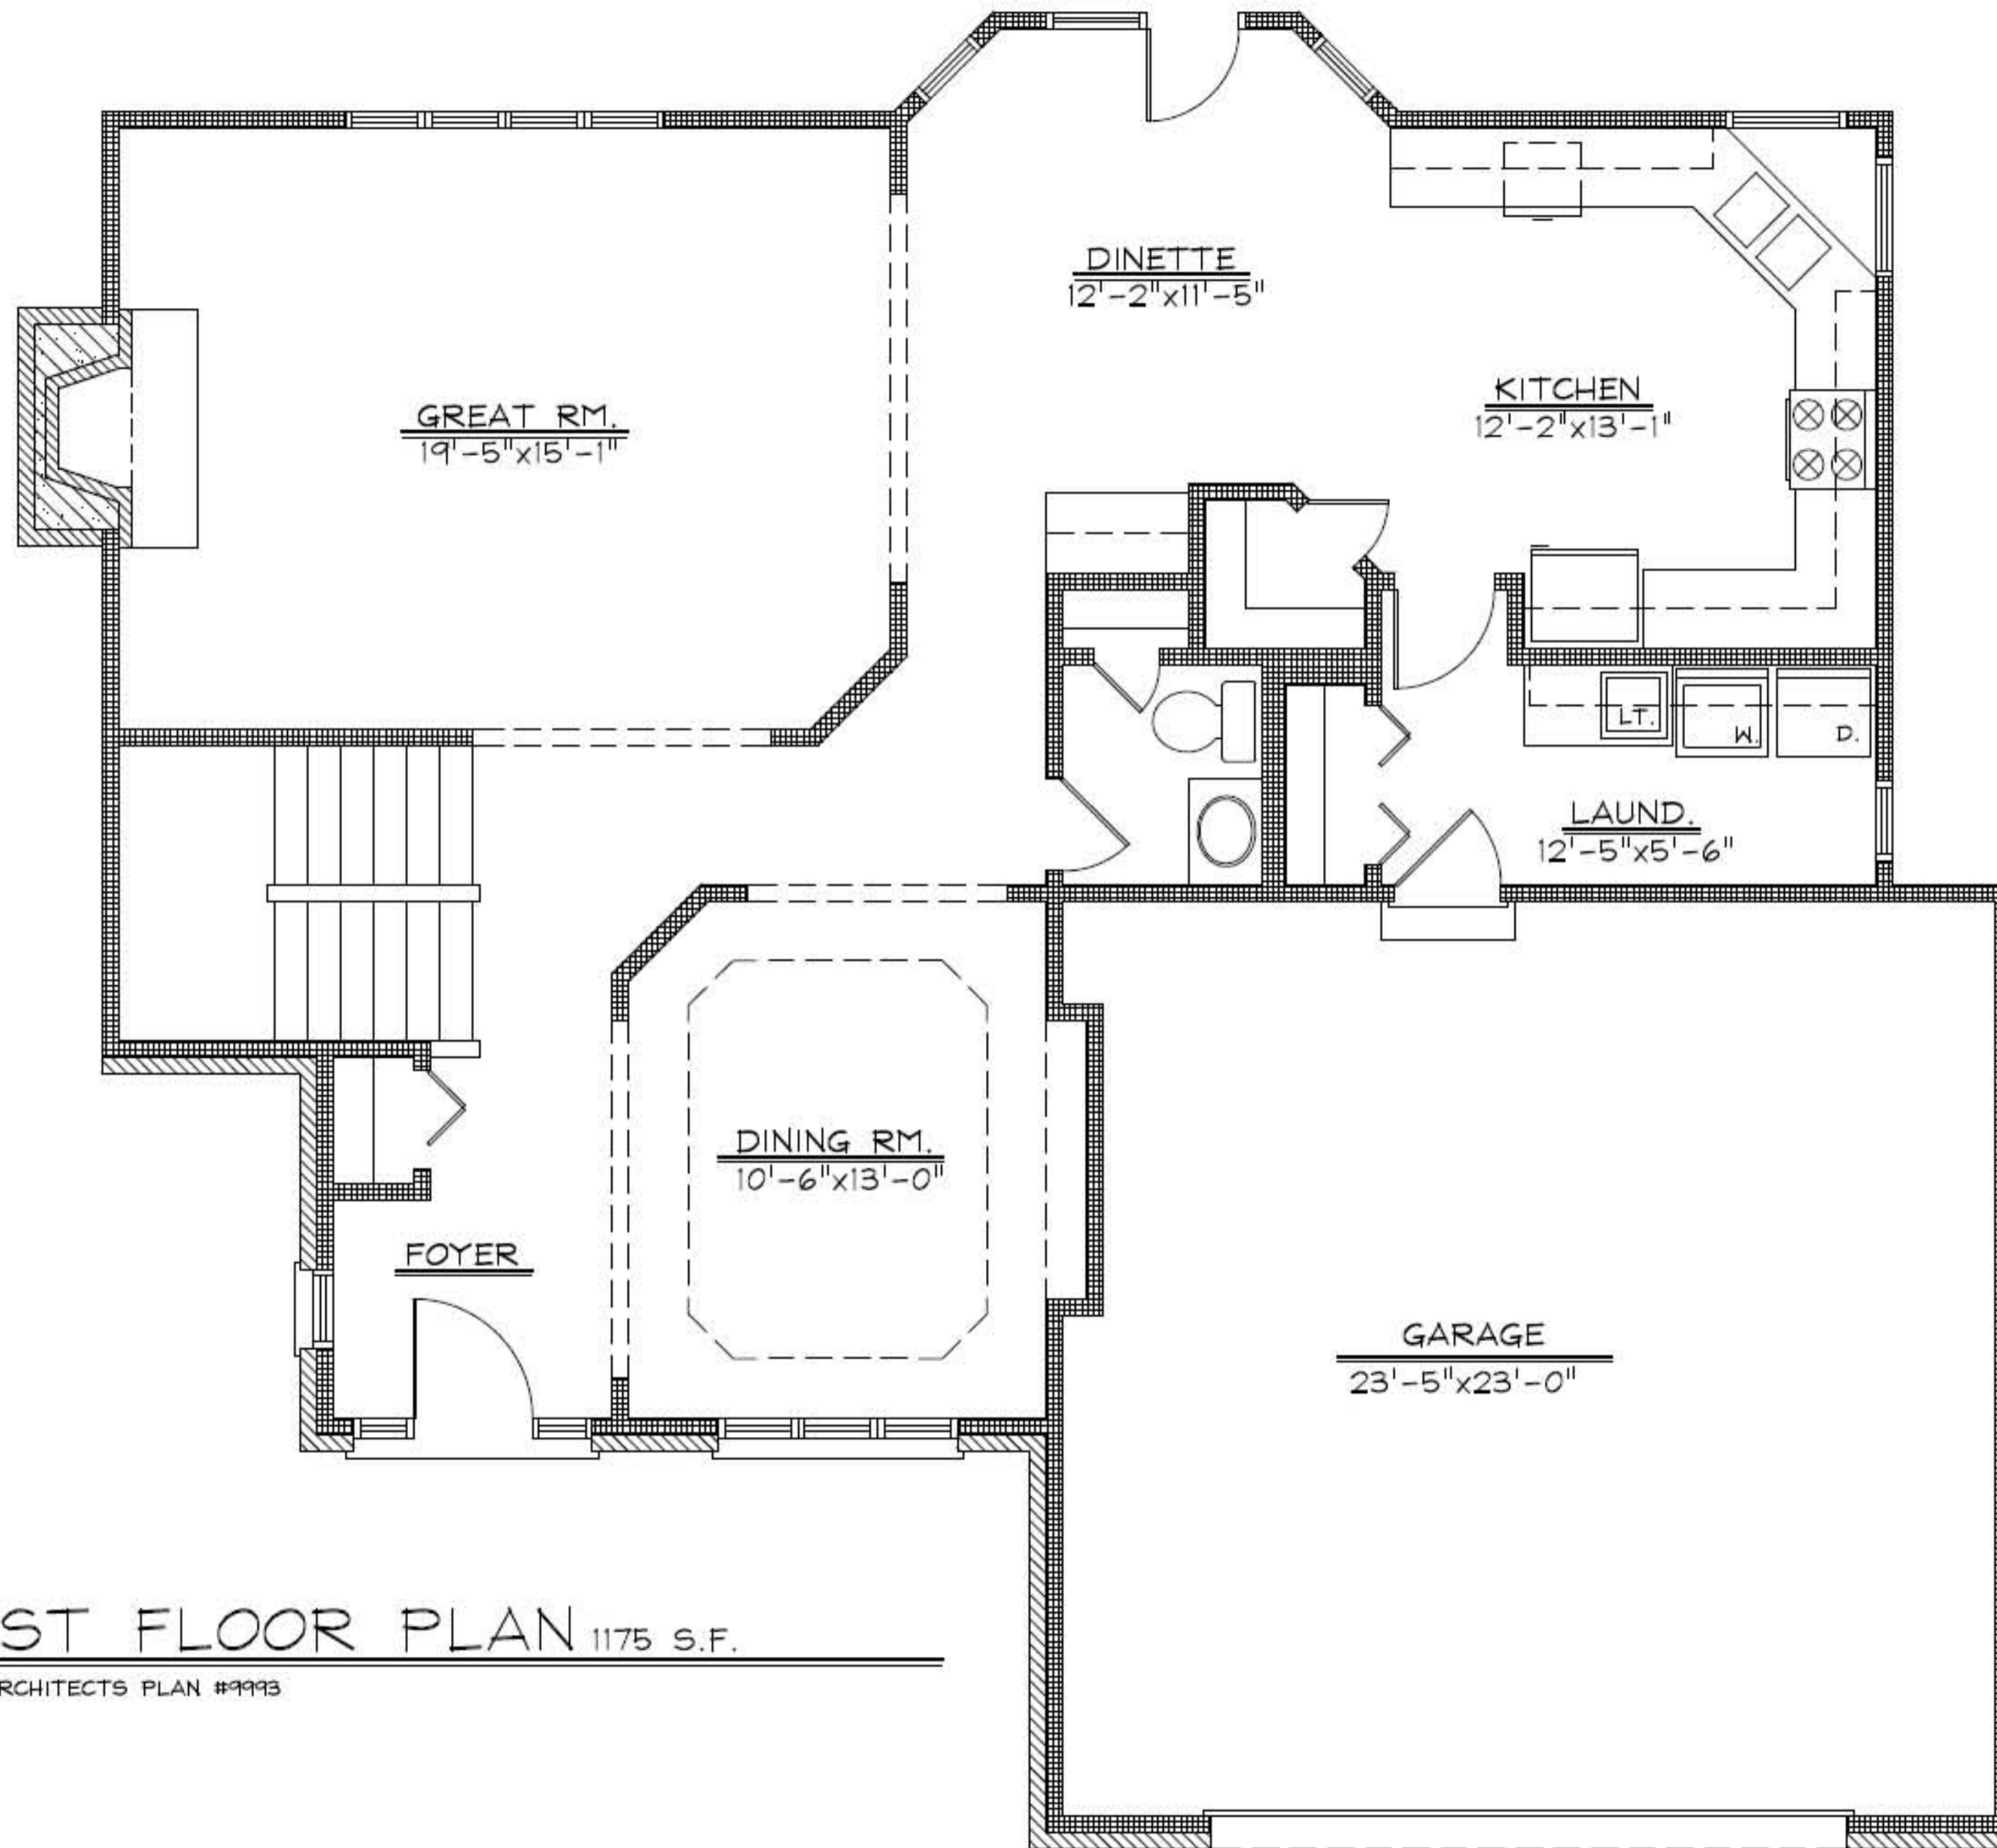 DINETTE
12'-2"x11'-5"
KITCHEN
12'-2"x13'-1"
GREAT RM.
19'-5"x15'-1"
LT.
W.
D.
LAUND.
12'-5"x5'-6"
DINING RM.
10'-6"x13'-0"
FOYER
GARAGE
23'-5"x23'-0"
ST FLOOR PLAN 1175 S.F.
RCHITECTS PLAN #9993